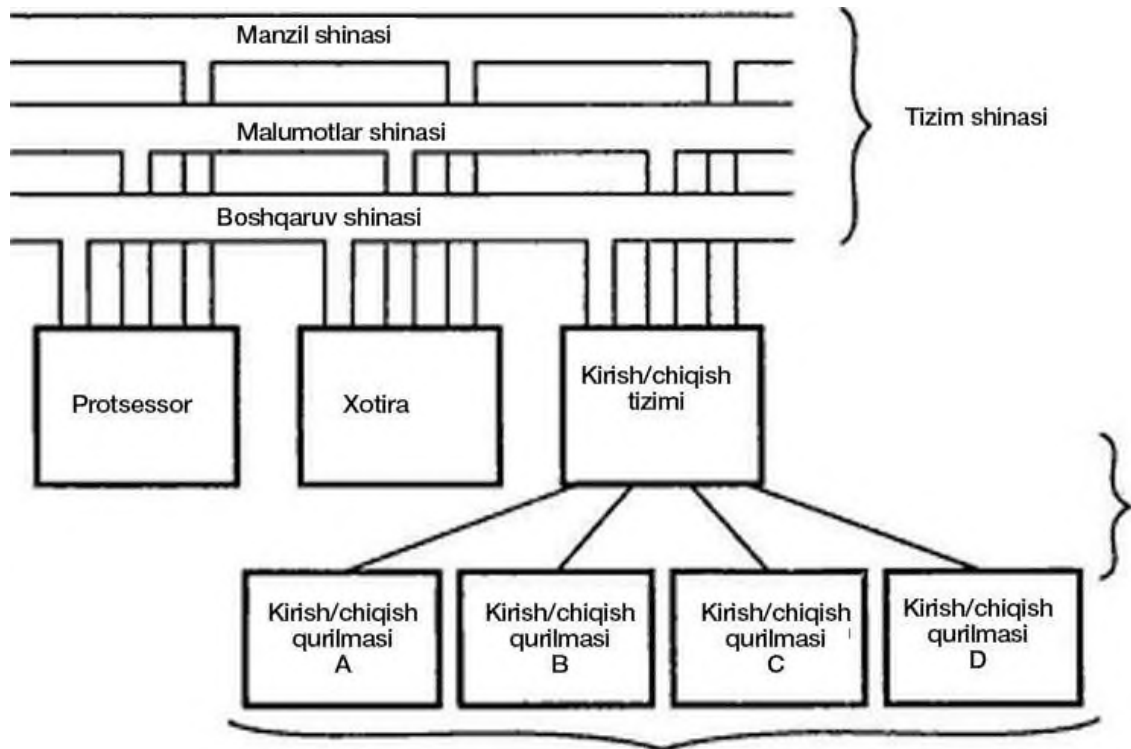 Manzil shinasi
Malumotlar shinasi
Tizim shinasi
Boshqaruv shinasi
Protsessor
Xotira
Kirish/chiqish
tizimi
Kirish/chiqish
qurilmasi
A
Kirish/chiqish
qurilmasi
B
Kirish/chiqish
qurilmasi
C
Kirish/chiqish
qurilmasi
D